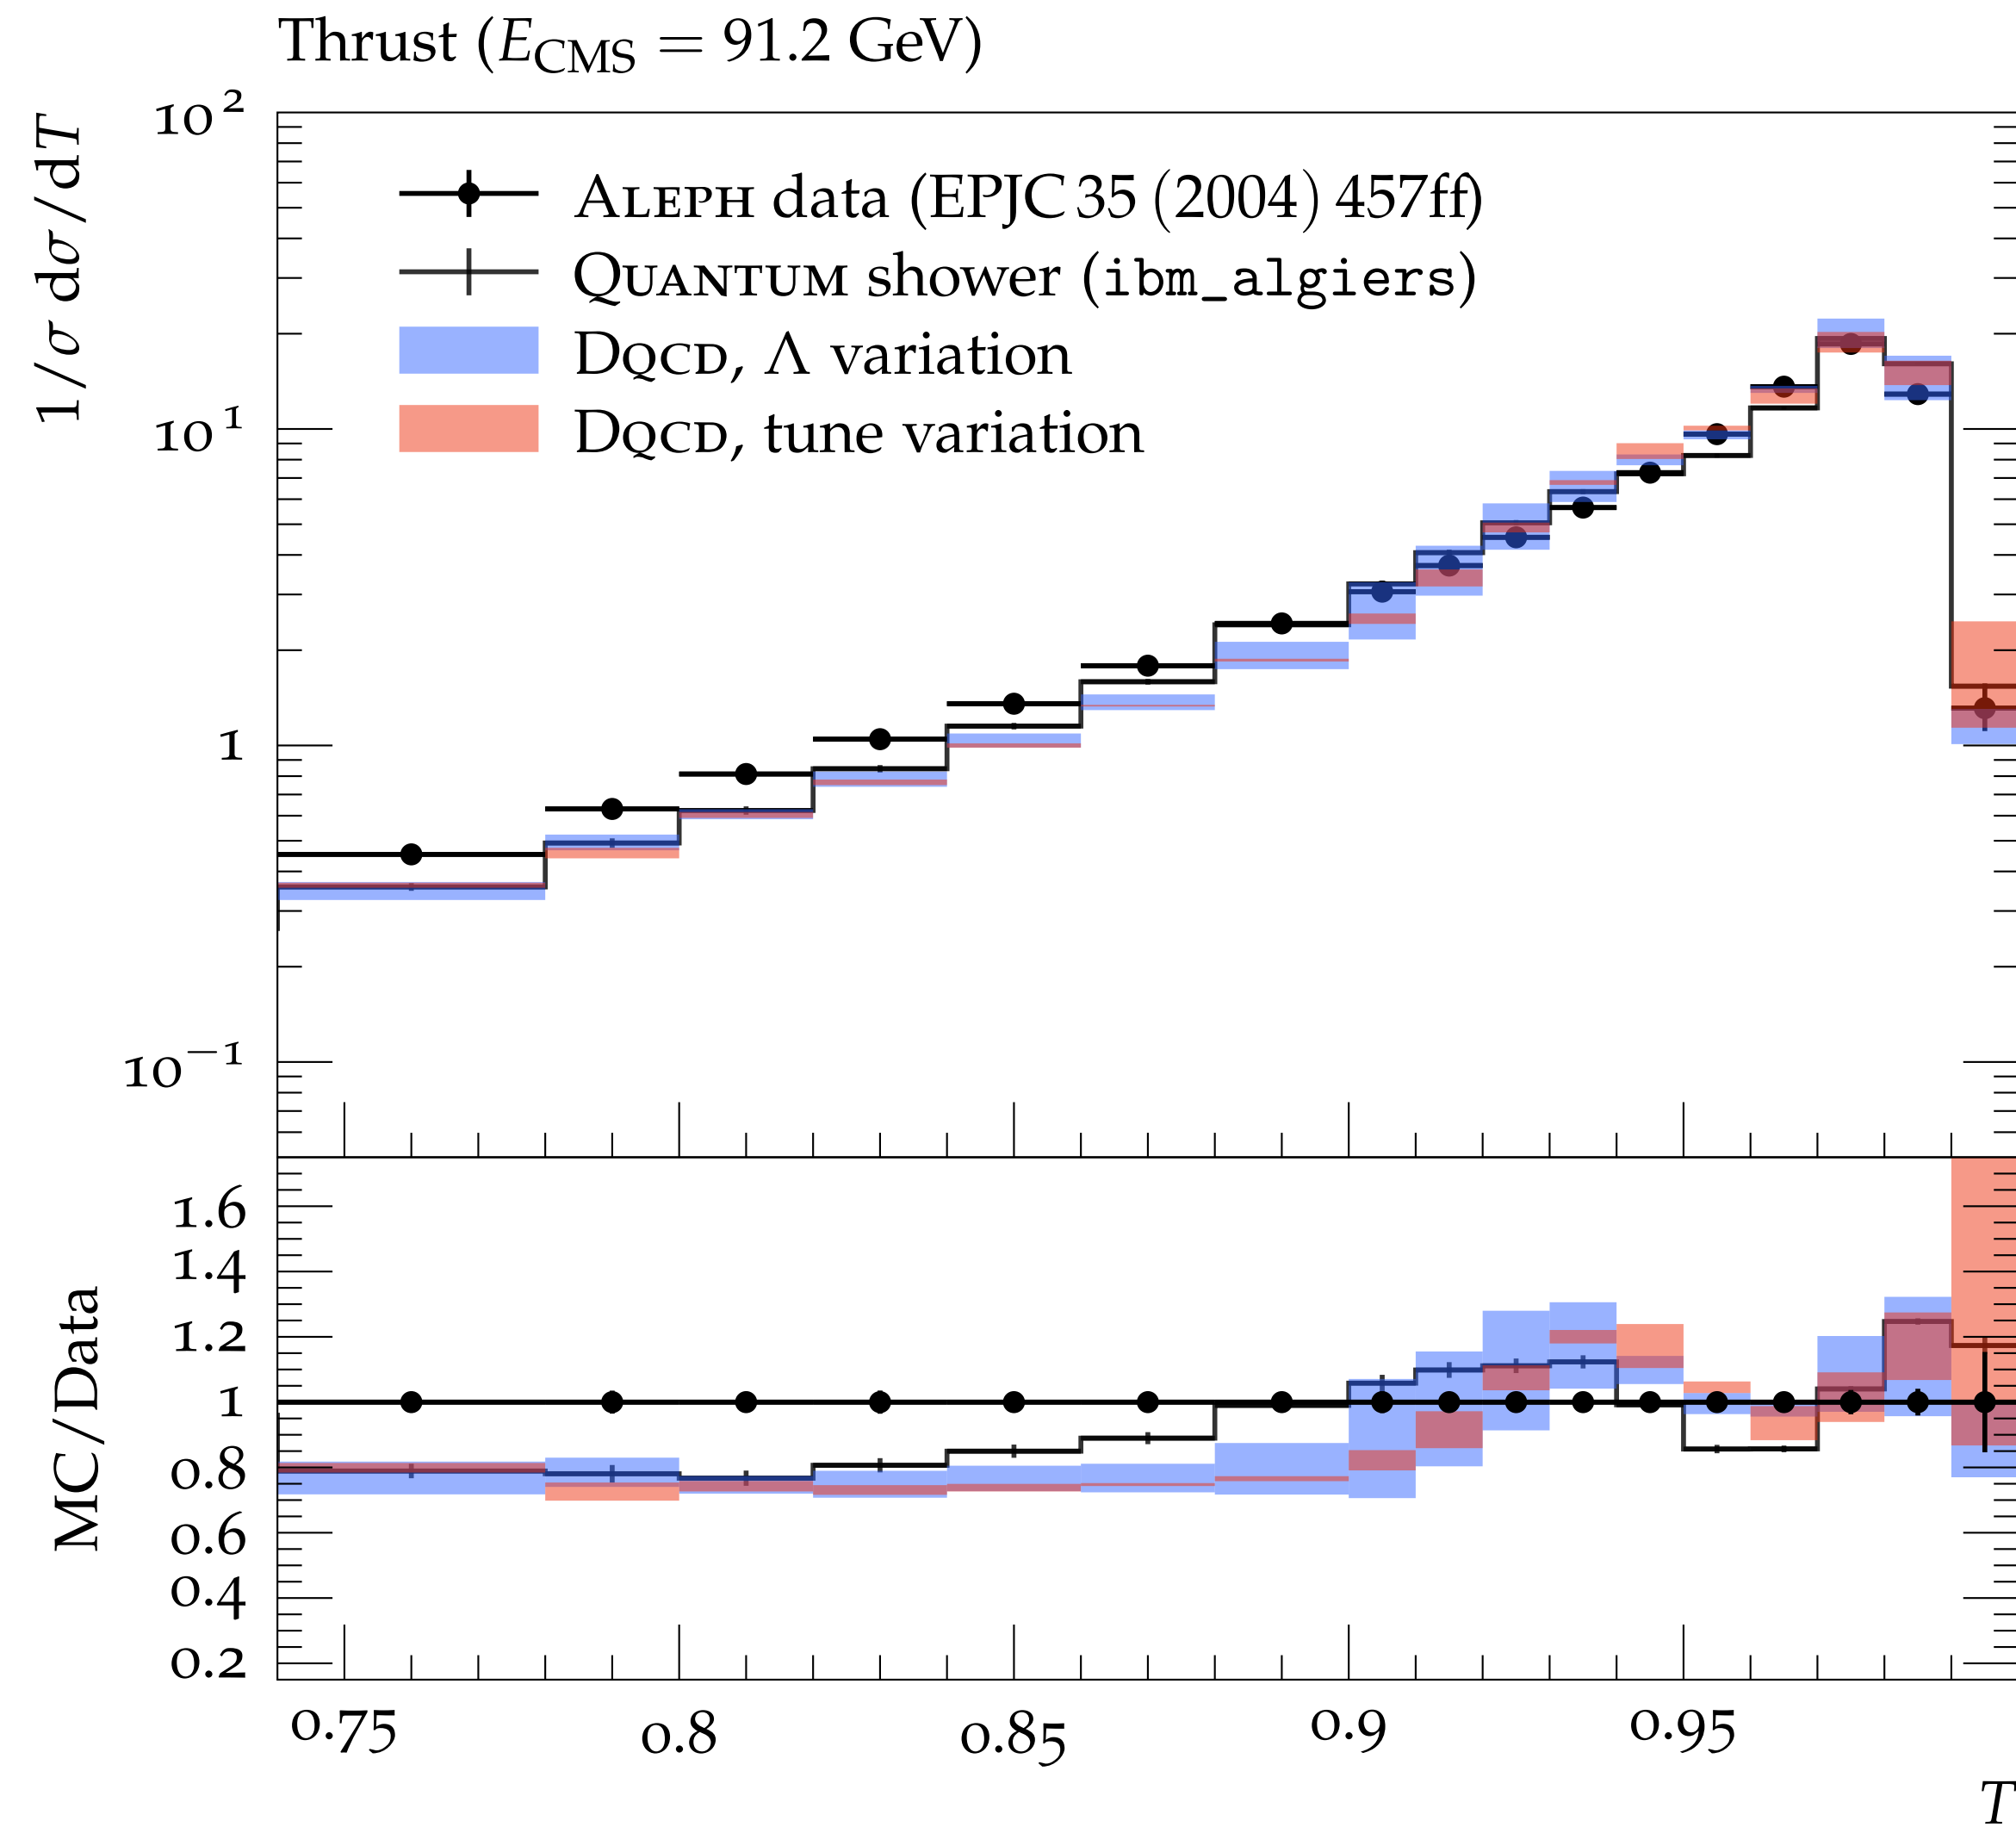 Thrust (E_CMS = 91.2 GeV)
1/σ dσ/dT
10^2
10^1
1
10^−1
ALEPH data (EPJC 35 (2004) 457ff)
QUANTUM shower (ibm_algiers)
DQCD, Λ variation
DQCD, tune variation
MC/Data
1.6
1.4
1.2
1
0.8
0.6
0.4
0.2
0.75 0.8 0.85 0.9 0.95
T